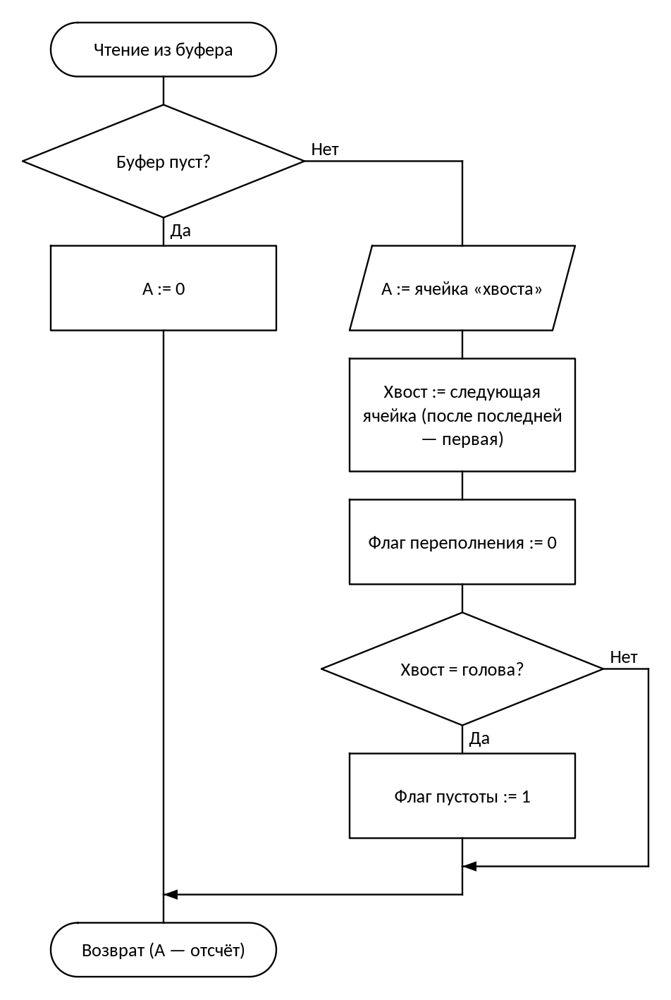 Чтение из буфера
Буфер пуст?
Нет
Да
А := 0
А := ячейка «хвоста»
Хвост := следующая
ячейка (после последней
— первая)
Флаг переполнения := 0
Хвост = голова?
Нет
Да
Флаг пустоты := 1
Возврат (А — отсчёт)